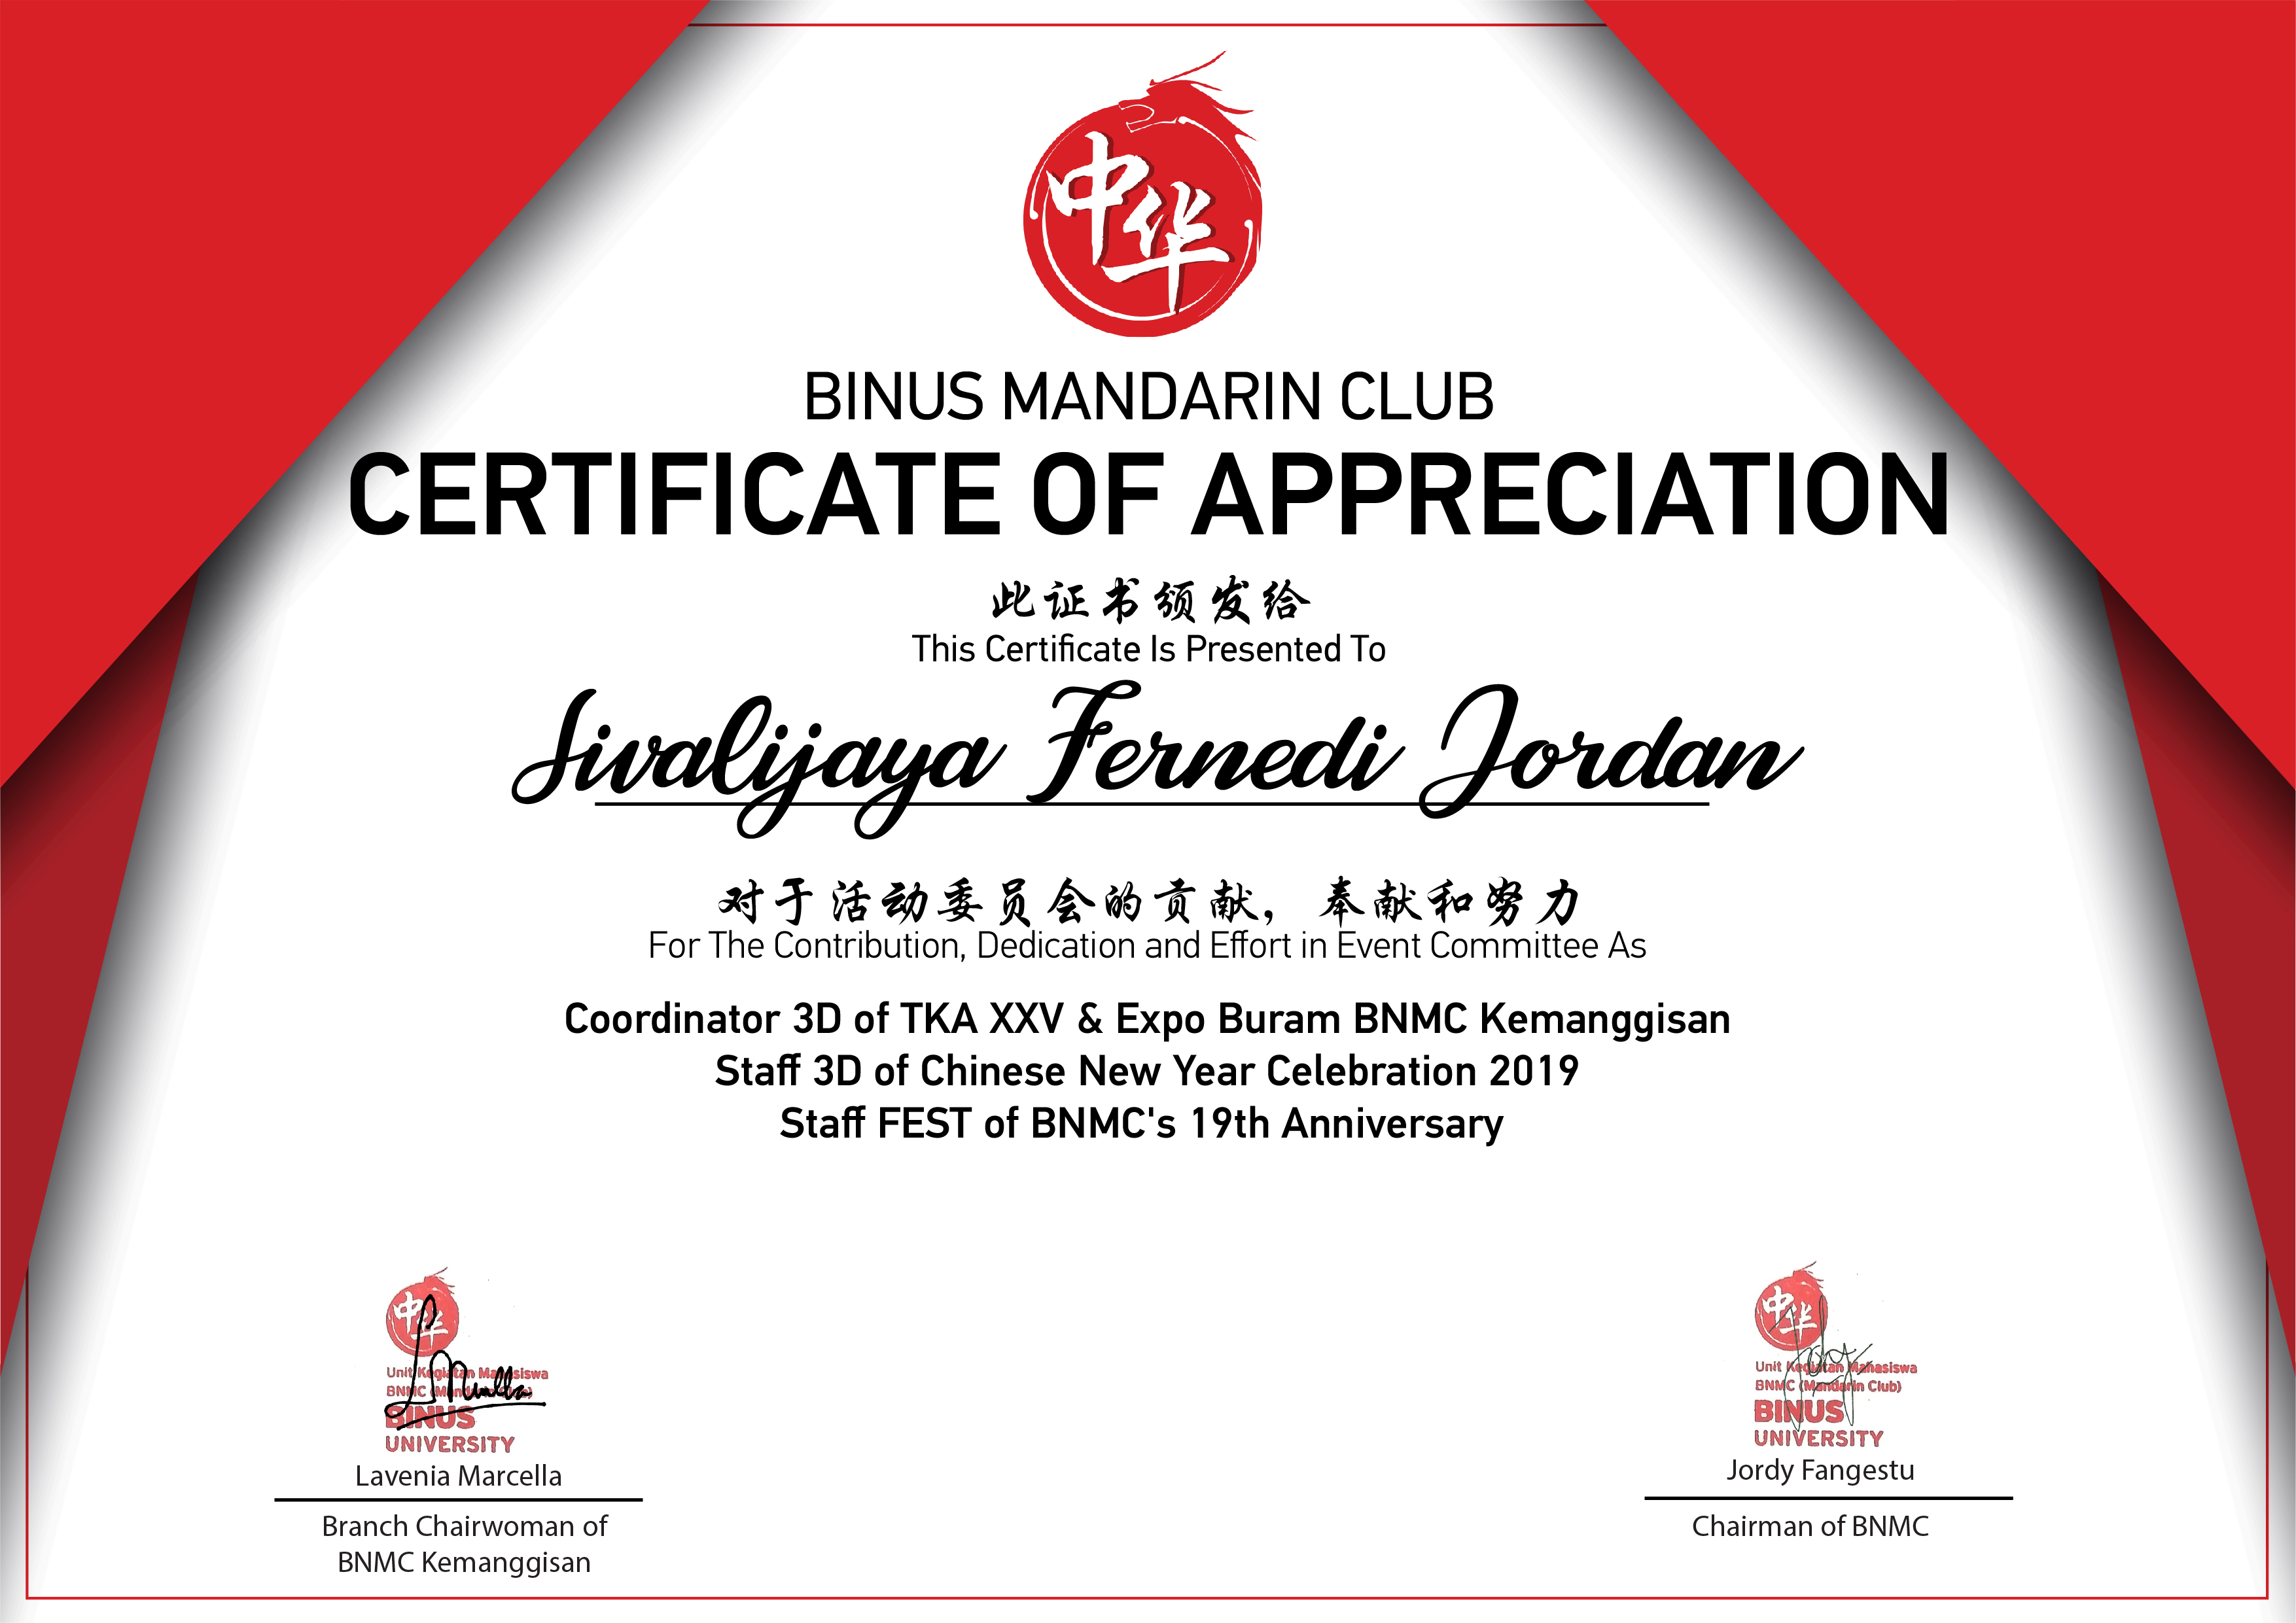 中华
BINUS MANDARIN CLUB
CERTIFICATE OF APPRECIATION
此证书颁发给
This Certificate Is Presented To
Sivalijaya Fernedi Jordan
对于活动委员会的贡献，奉献和努力
For The Contribution, Dedication and Effort in Event Committee As
Coordinator 3D of TKA XXV & Expo Buram BNMC Kemanggisan
Staff 3D of Chinese New Year Celebration 2019
Staff FEST of BNMC's 19th Anniversary
中华
Unit Kegiatan Mahasiswa
BNMC (Mandarin Club)
BINUS
UNIVERSITY
Lavenia Marcella
Branch Chairwoman of
BNMC Kemanggisan
中华
Unit Kegiatan Mahasiswa
BNMC (Mandarin Club)
BINUS
UNIVERSITY
Jordy Fangestu
Chairman of BNMC